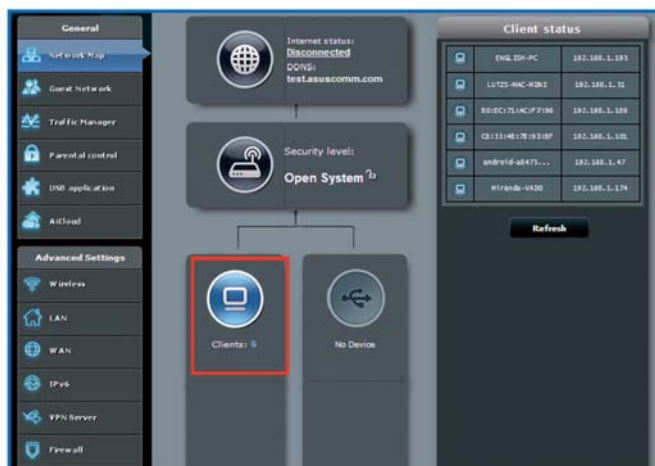 General
Network Map
Guest Network
Traffic Manager
Parental control
USB application
AiCloud
Advanced Settings
Wireless
LAN
WAN
IPv6
VPN Server
Firewall
Internet status:
Disconnected
DDNS:
test.asuscomm.com
Security level:
Open System
Clients: 6
No Device
Client status
ENGLISH-PC 192.168.1.193
LUTZS-MAC-MINI 192.168.1.31
192.168.1.189
192.168.1.101
android-a8473... 192.168.1.47
Miranda-VAIO 192.168.1.174
Refresh